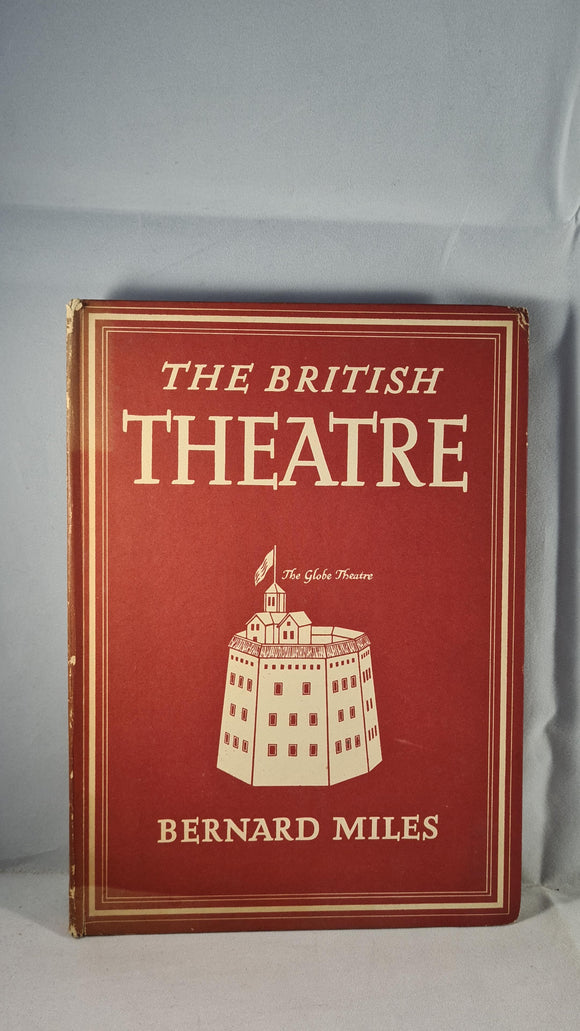 THE BRITISH
THEATRE
The Globe Theatre
BERNARD MILES